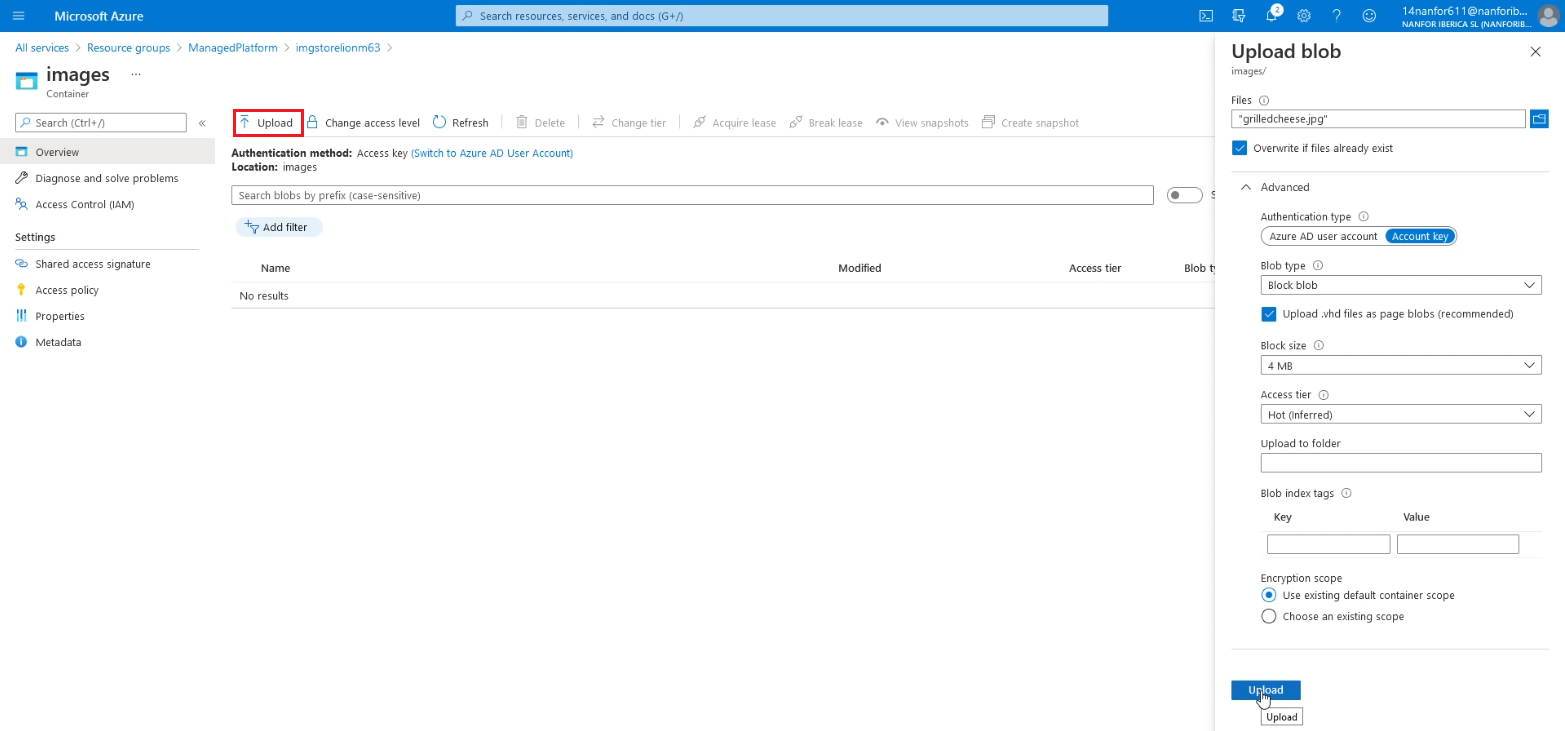 Microsoft Azure
Search resources, services, and docs (G+/)
2
14nanfor611@nanforib...
NANFOR IBERICA SL (NANFORIB...
All services > Resource groups > ManagedPlatform > imgstorelionm63 >
images ...
Container
Search (Ctrl+/)
«
Overview
Diagnose and solve problems
Access Control (IAM)
Settings
Shared access signature
Access policy
Properties
Metadata
Upload
Change access level
Refresh
Delete
Change tier
Acquire lease
Break lease
View snapshots
Create snapshot
Authentication method: Access key (Switch to Azure AD User Account)
Location: images
Search blobs by prefix (case-sensitive)
Add filter
Name
Modified
Access tier
Blob
No results
Upload blob
images/
Files
"grilledcheese.jpg"
Overwrite if files already exist
Advanced
Authentication type
Azure AD user account
Account key
Blob type
Block blob
Upload .vhd files as page blobs (recommended)
Block size
4 MB
Access tier
Hot (Inferred)
Upload to folder
Blob index tags
Key
Value
Encryption scope
Use existing default container scope
Choose an existing scope
Upload
Upload